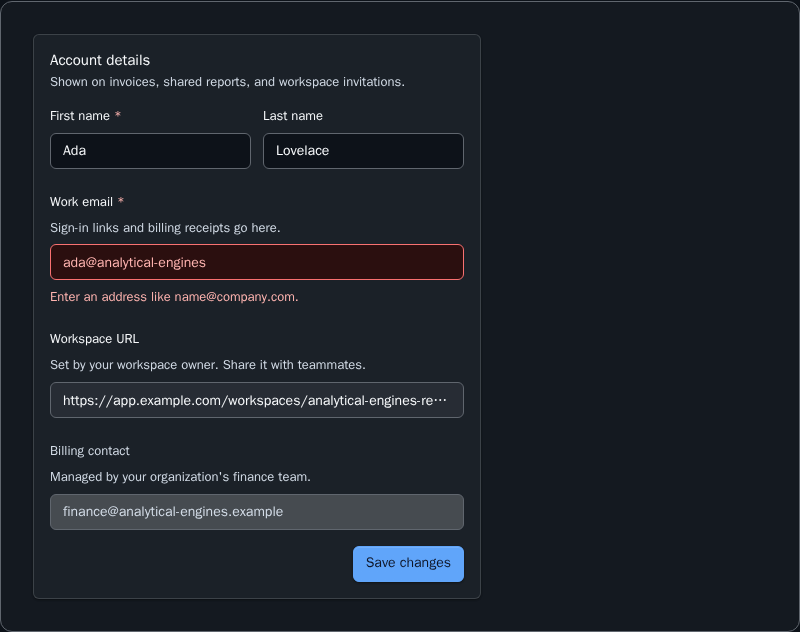 Account details
Shown on invoices, shared reports, and workspace invitations.
First name *
Last name
Ada
Lovelace
Work email *
Sign-in links and billing receipts go here.
ada@analytical-engines
Enter an address like name@company.com.
Workspace URL
Set by your workspace owner. Share it with teammates.
https://app.example.com/workspaces/analytical-engines-re···
Billing contact
Managed by your organization's finance team.
finance@analytical-engines.example
Save changes